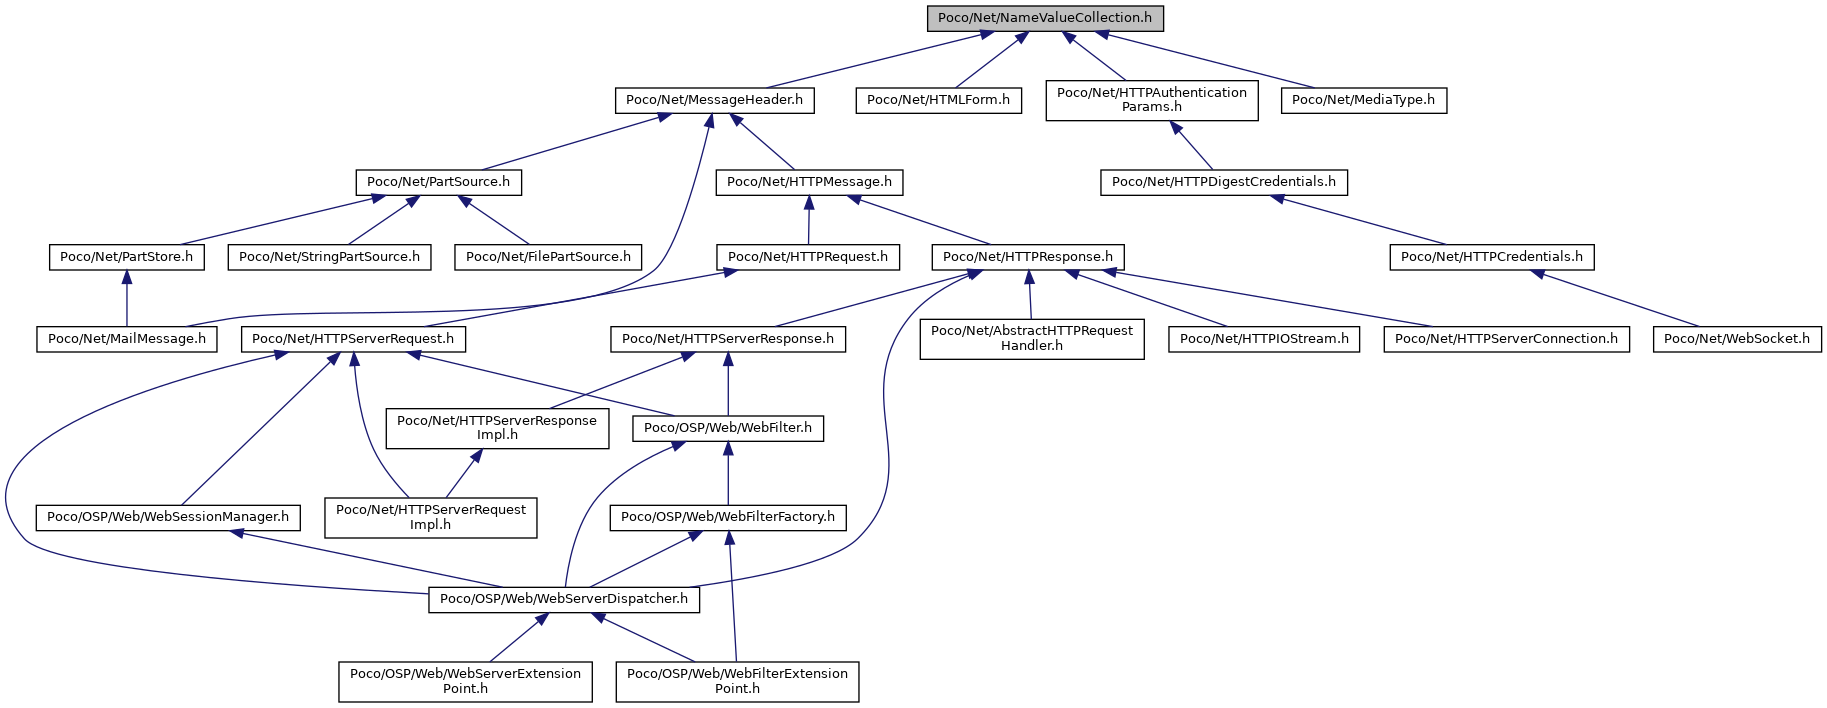 Poco/Net/NameValueCollection.h
Poco/Net/MessageHeader.h
Poco/Net/HTMLForm.h
Poco/Net/HTTPAuthentication
Params.h
Poco/Net/MediaType.h
Poco/Net/PartSource.h
Poco/Net/HTTPMessage.h
Poco/Net/HTTPDigestCredentials.h
Poco/Net/PartStore.h
Poco/Net/StringPartSource.h
Poco/Net/FilePartSource.h
Poco/Net/HTTPRequest.h
Poco/Net/HTTPResponse.h
Poco/Net/HTTPCredentials.h
Poco/Net/MailMessage.h
Poco/Net/HTTPServerRequest.h
Poco/Net/HTTPServerResponse.h
Poco/Net/AbstractHTTPRequest
Handler.h
Poco/Net/HTTPIOStream.h
Poco/Net/HTTPServerConnection.h
Poco/Net/WebSocket.h
Poco/Net/HTTPServerResponse
Impl.h
Poco/OSP/Web/WebFilter.h
Poco/OSP/Web/WebSessionManager.h
Poco/Net/HTTPServerRequest
Impl.h
Poco/OSP/Web/WebFilterFactory.h
Poco/OSP/Web/WebServerDispatcher.h
Poco/OSP/Web/WebServerExtension
Point.h
Poco/OSP/Web/WebFilterExtension
Point.h